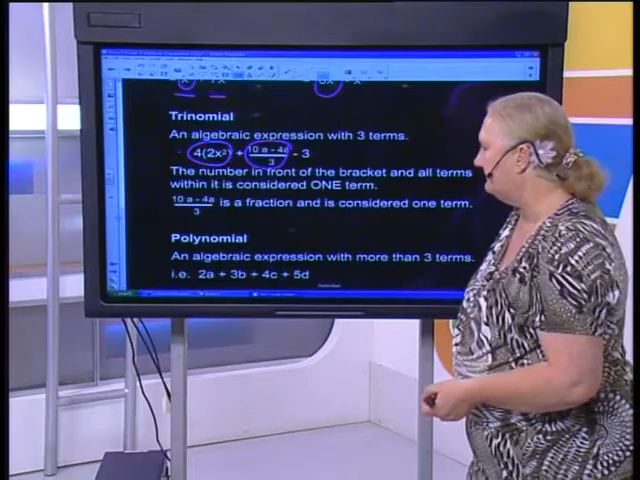 Trinomial
An algebraic expression with 3 terms.
4(2x²) + 10 a - 4a/3 - 3
The number in front of the bracket and all terms
within it is considered ONE term.
10 a - 4a/3 is a fraction and is considered one term.
Polynomial
An algebraic expression with more than 3 terms.
i.e. 2a + 3b + 4c + 5d